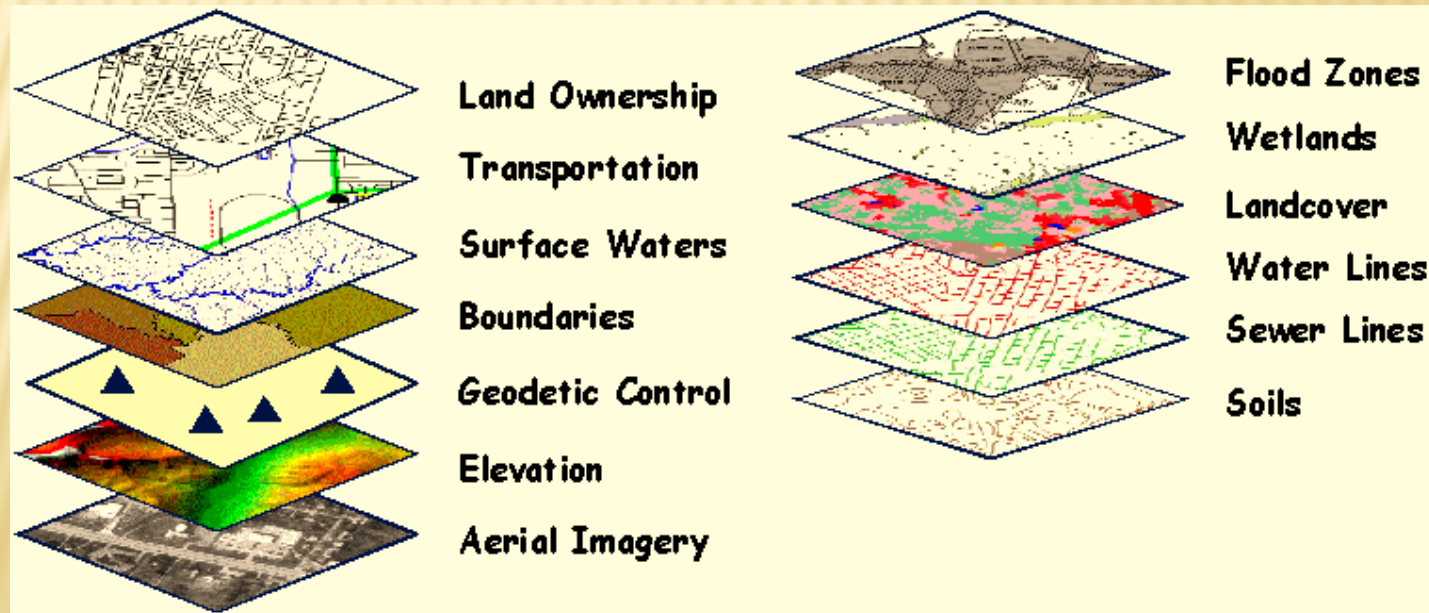 Land Ownership
Transportation
Surface Waters
Boundaries
Geodetic Control
Elevation
Aerial Imagery
Flood Zones
Wetlands
Landcover
Water Lines
Sewer Lines
Soils